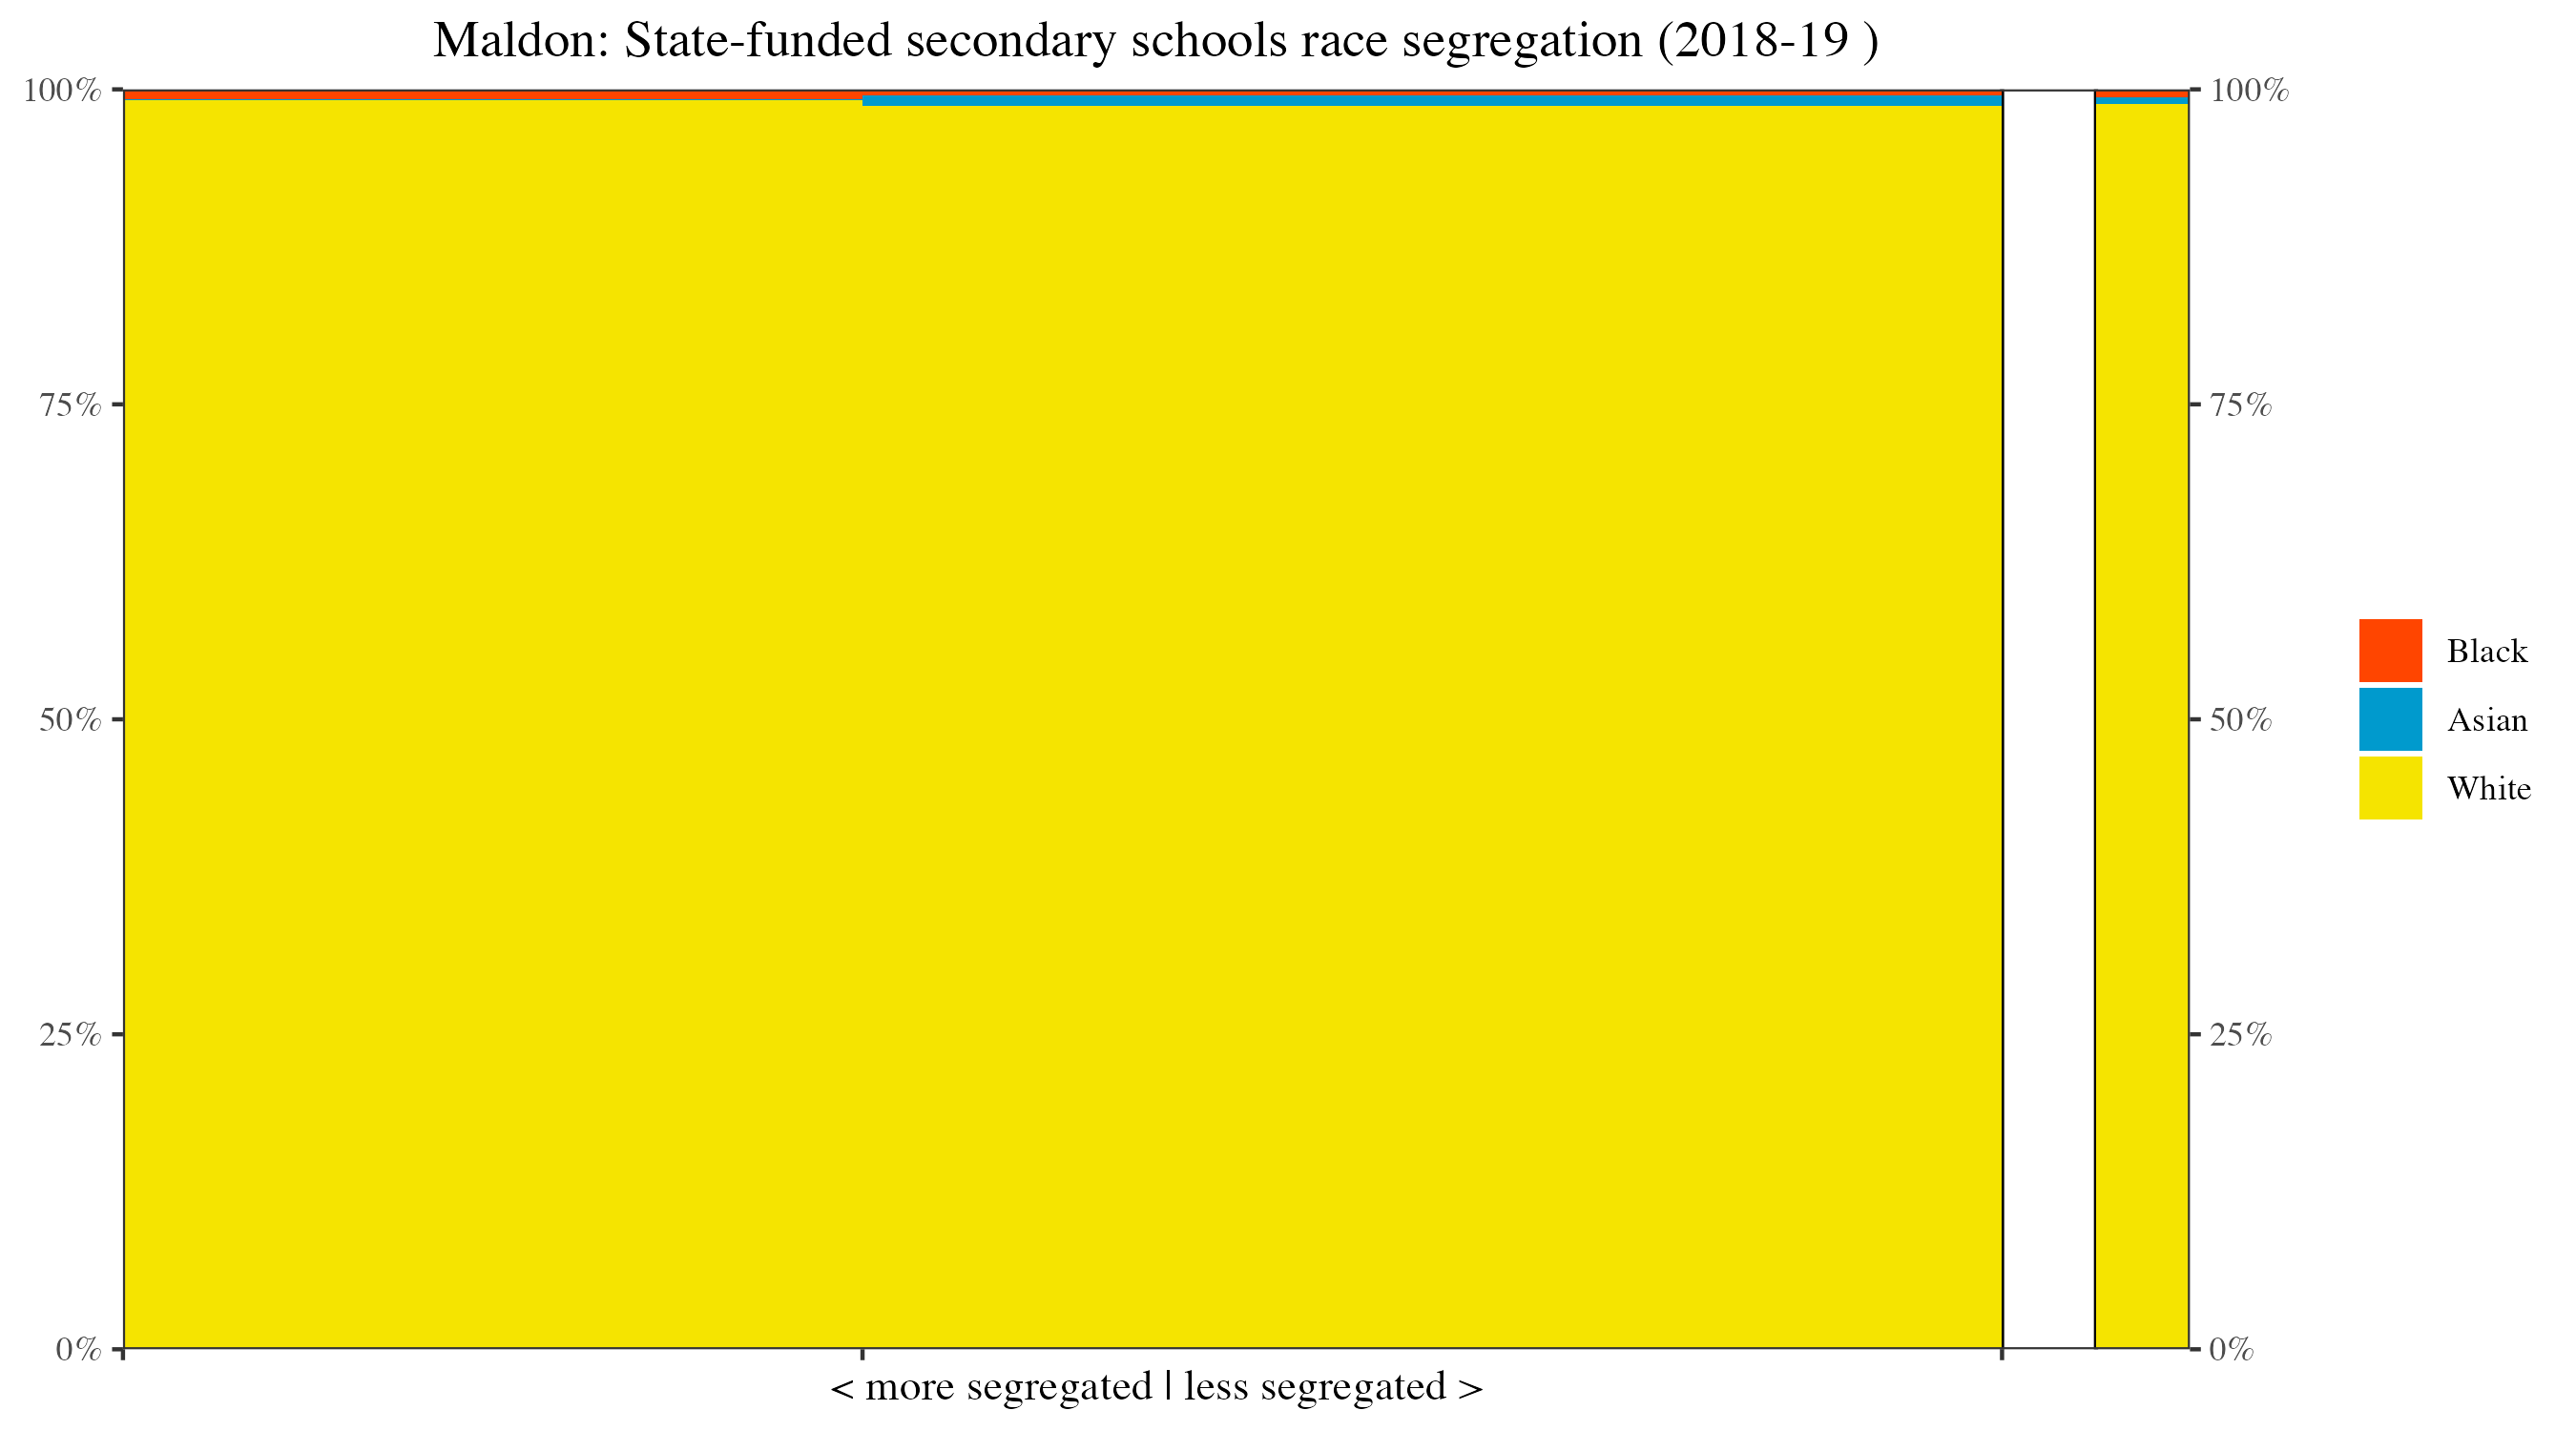 Maldon: State-funded secondary schools race segregation (2018-19 )
100%
75%
50%
25%
0%
100%
75%
50%
25%
0%
< more segregated | less segregated >
Black
Asian
White